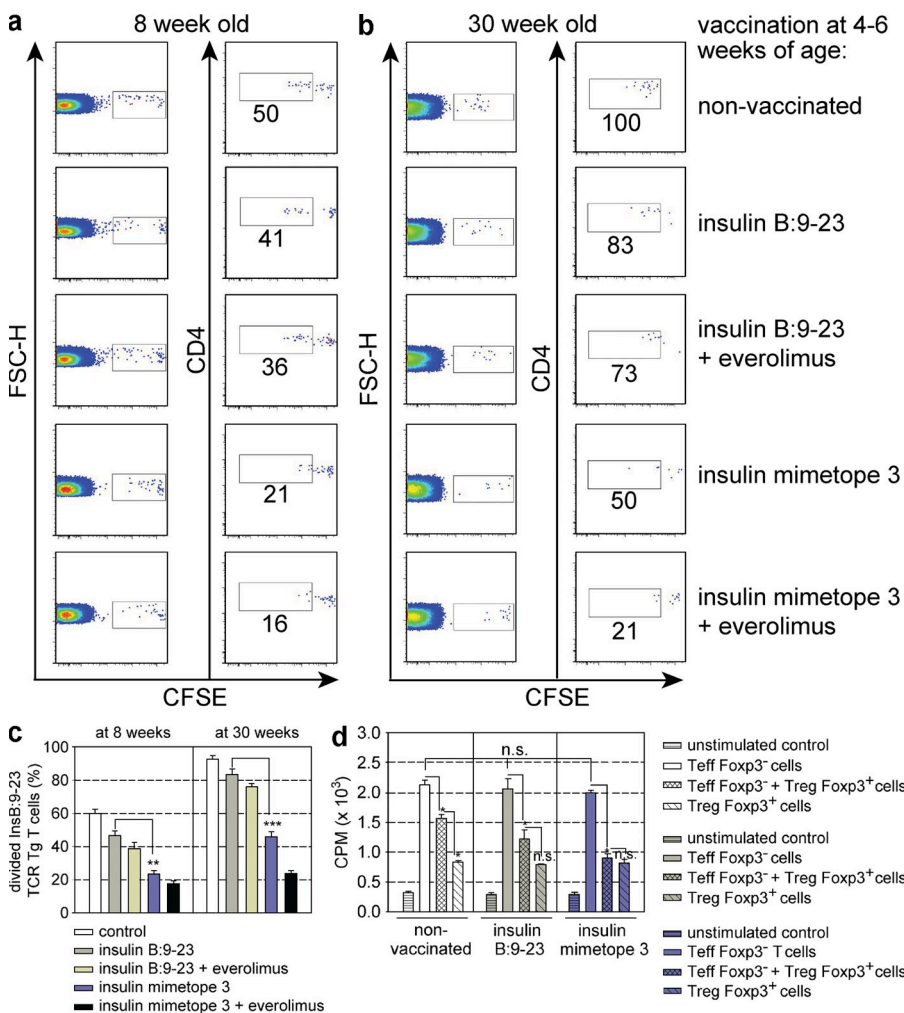 a
8 week old
b
30 week old
vaccination at 4-6
weeks of age:
50
100
non-vaccinated
41
83
insulin B:9-23
36
73
insulin B:9-23
+ everolimus
21
50
insulin mimetope 3
16
21
insulin mimetope 3
+ everolimus
FSC-H
CD4
FSC-H
CD4
CFSE
CFSE
c
at 8 weeks
at 30 weeks
divided InsB:9-23
TCR Tg T cells (%)
100
80
60
40
20
0
**
***
control
insulin B:9-23
insulin B:9-23 + everolimus
insulin mimetope 3
insulin mimetope 3 + everolimus
d
CPM (x 10³)
3.0
2.5
2.0
1.5
1.0
0.5
0.0
n.s.
*
*
*
n.s.
*
n.s.
non-
vaccinated
insulin
B:9-23
insulin
mimetope 3
unstimulated control
Teff Foxp3⁻ cells
Teff Foxp3⁻ + Treg Foxp3⁺ cells
Treg Foxp3⁺ cells
unstimulated control
Teff Foxp3⁻ cells
Teff Foxp3⁻ + Treg Foxp3⁺cells
Treg Foxp3⁺ cells
unstimulated control
Teff Foxp3⁻ T cells
Teff Foxp3⁻ + Treg Foxp3⁺ cells
Treg Foxp3⁺ cells